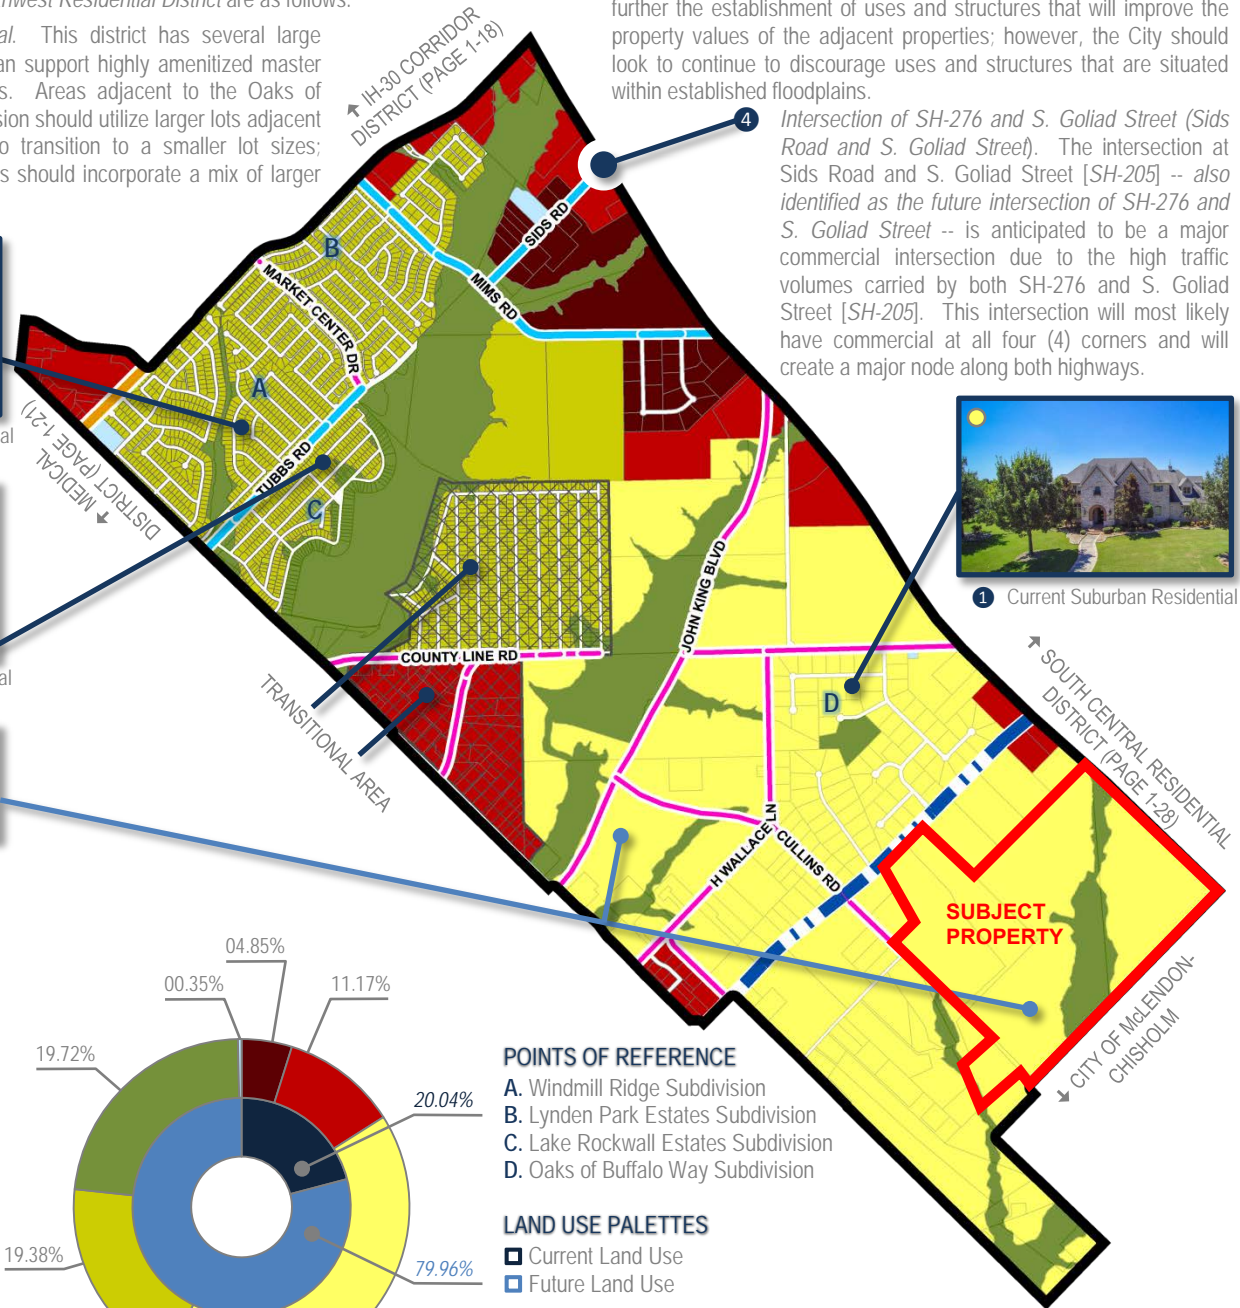 west Residential District are as follows:
al. This district has several large
an support highly amenitized master
s. Areas adjacent to the Oaks of
sion should utilize larger lots adjacent
o transition to a smaller lot sizes;
s should incorporate a mix of larger
further the establishment of uses and structures that will improve the
property values of the adjacent properties; however, the City should
look to continue to discourage uses and structures that are situated
within established floodplains.
4
Intersection of SH-276 and S. Goliad Street (Sids
Road and S. Goliad Street). The intersection at
Sids Road and S. Goliad Street [SH-205] -- also
identified as the future intersection of SH-276 and
S. Goliad Street -- is anticipated to be a major
commercial intersection due to the high traffic
volumes carried by both SH-276 and S. Goliad
Street [SH-205]. This intersection will most likely
have commercial at all four (4) corners and will
create a major node along both highways.
IH-30 CORRIDOR
DISTRICT (PAGE 1-18)
SIDS RD
MIMS RD
B
MARKET CENTER DR
A
TUBBS RD
C
MEDICAL
DISTRICT (PAGE 1-21)
al
al
JOHN KING BLVD
COUNTY LINE RD
TRANSITIONAL AREA
1 Current Suburban Residential
D
SOUTH CENTRAL RESIDENTIAL
DISTRICT (PAGE 1-28)
H WALLACE LN
CULLINS RD
SUBJECT
PROPERTY
CITY OF McLENDON-
CHISHOLM
04.85%
00.35%
11.17%
19.72%
20.04%
19.38%
79.96%
POINTS OF REFERENCE
A. Windmill Ridge Subdivision
B. Lynden Park Estates Subdivision
C. Lake Rockwall Estates Subdivision
D. Oaks of Buffalo Way Subdivision
LAND USE PALETTES
Current Land Use
Future Land Use